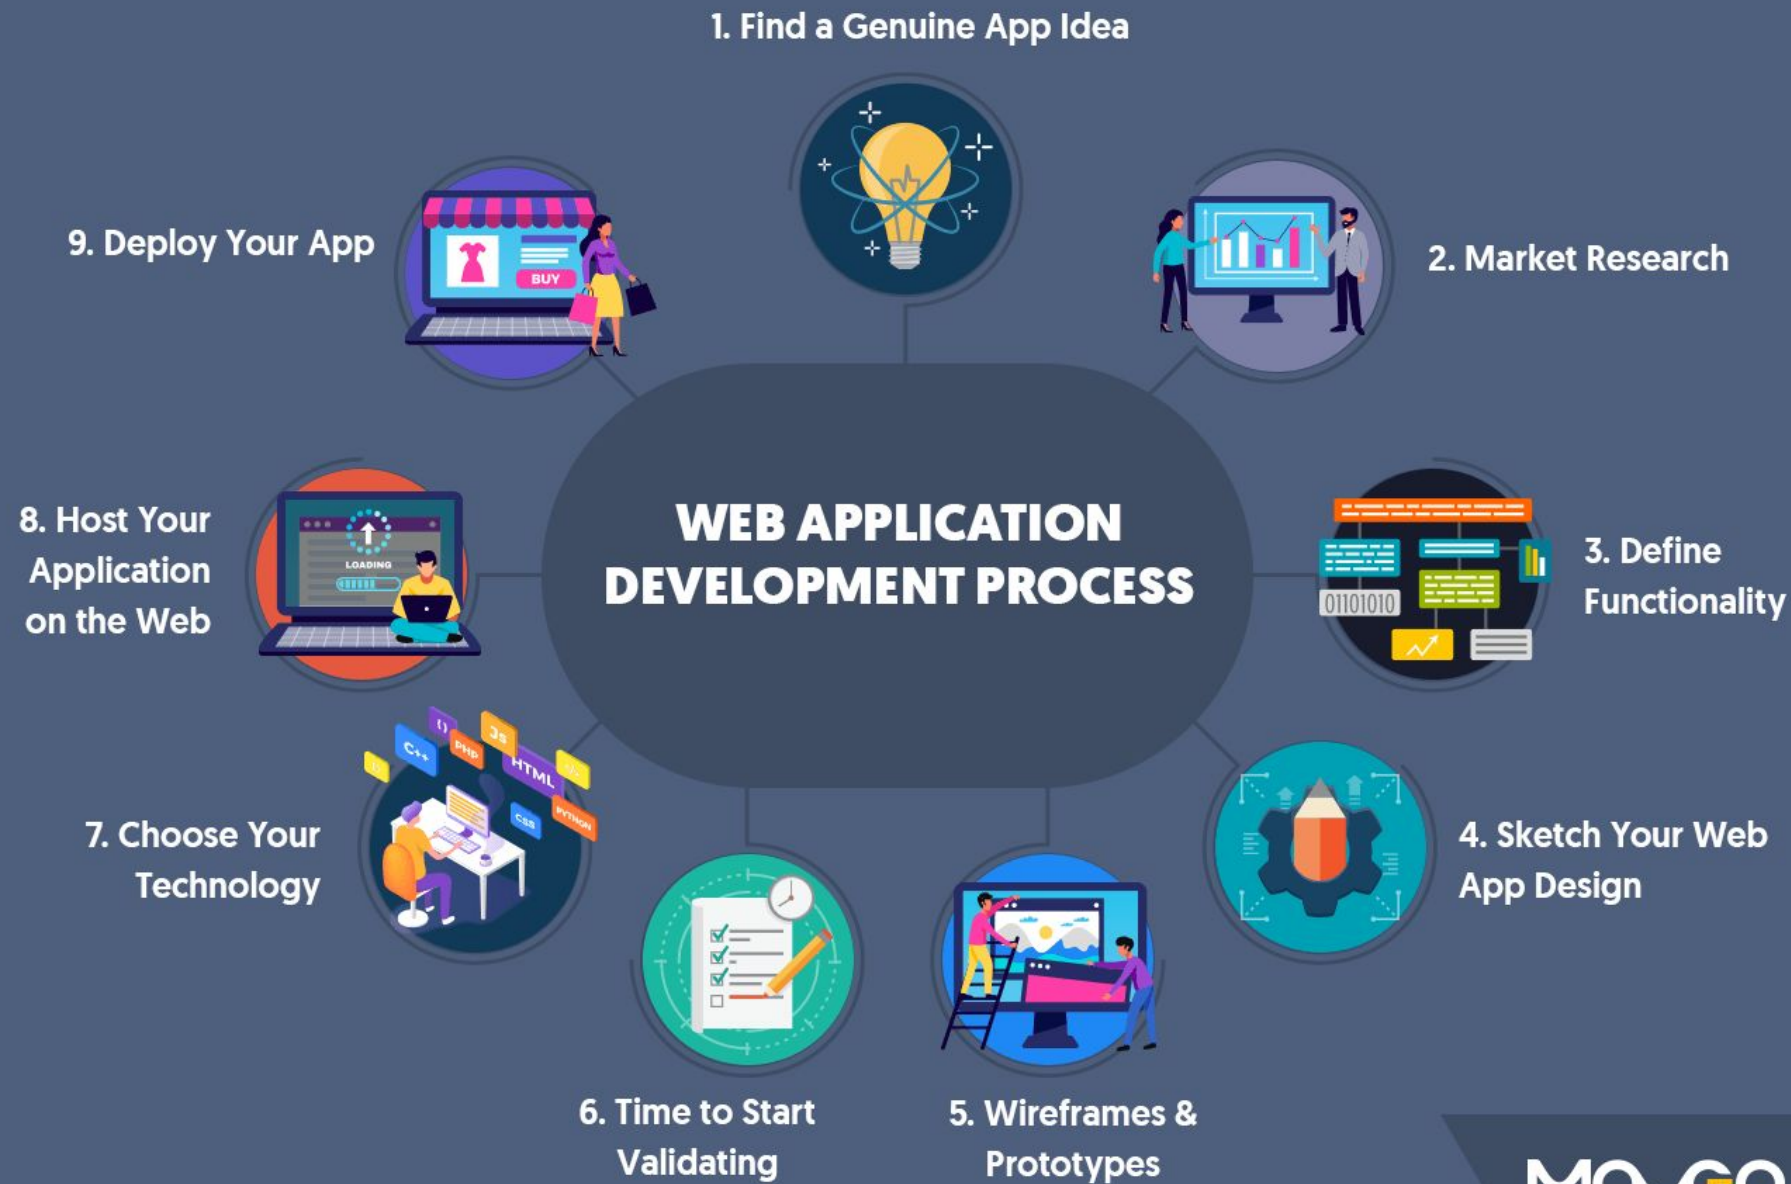 1. Find a Genuine App Idea
9. Deploy Your App
BUY
2. Market Research
WEB APPLICATION
DEVELOPMENT PROCESS
8. Host Your
Application
on the Web
LOADING
3. Define
Functionality
01101010
7. Choose Your
Technology
{}
C++
PHP
Js
HTML
</>
CSS
PYTHON
4. Sketch Your Web
App Design
6. Time to Start
Validating
5. Wireframes &
Prototypes